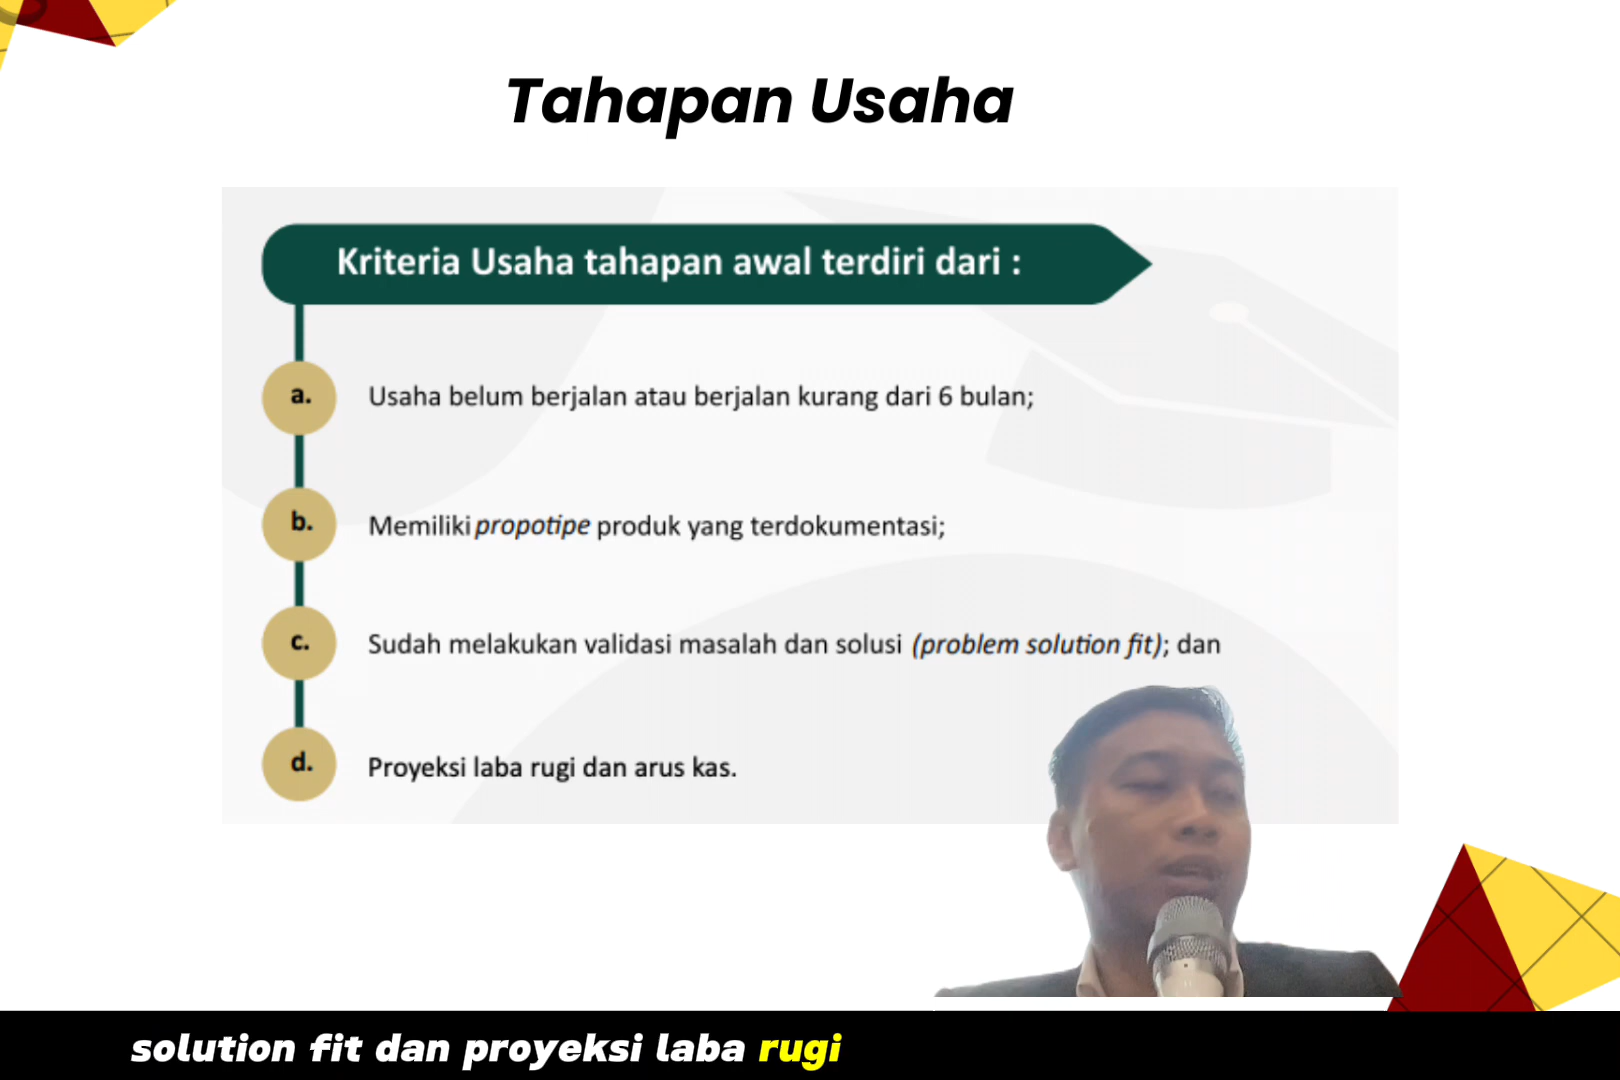 Tahapan Usaha
Kriteria Usaha tahapan awal terdiri dari :
a. Usaha belum berjalan atau berjalan kurang dari 6 bulan;
b. Memiliki propotipe produk yang terdokumentasi;
c. Sudah melakukan validasi masalah dan solusi (problem solution fit); dan
d. Proyeksi laba rugi dan arus kas.
solution fit dan proyeksi laba rugi